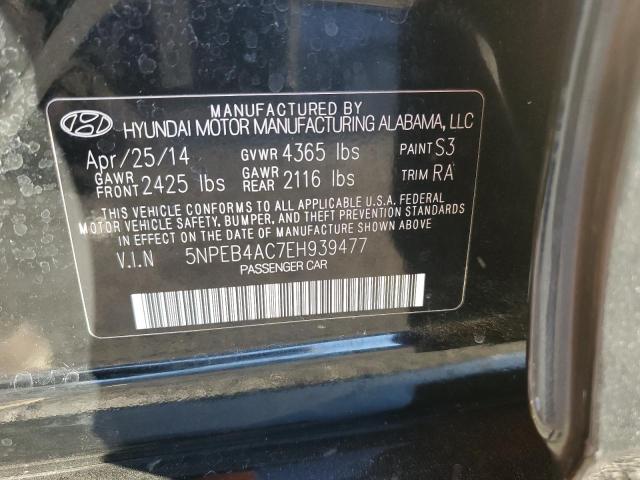 MANUFACTURED BY
HYUNDAI MOTOR MANUFACTURING ALABAMA, LLC
Apr/25/14 GVWR 4365 lbs PAINT S3
GAWR FRONT 2425 lbs GAWR REAR 2116 lbs TRIM RA
THIS VEHICLE CONFORMS TO ALL APPLICABLE U.S.A. FEDERAL
MOTOR VEHICLE SAFETY, BUMPER, AND THEFT PREVENTION STANDARDS
IN EFFECT ON THE DATE OF MANUFACTURE SHOWN ABOVE.
V.I.N 5NPEB4AC7EH939477
PASSENGER CAR